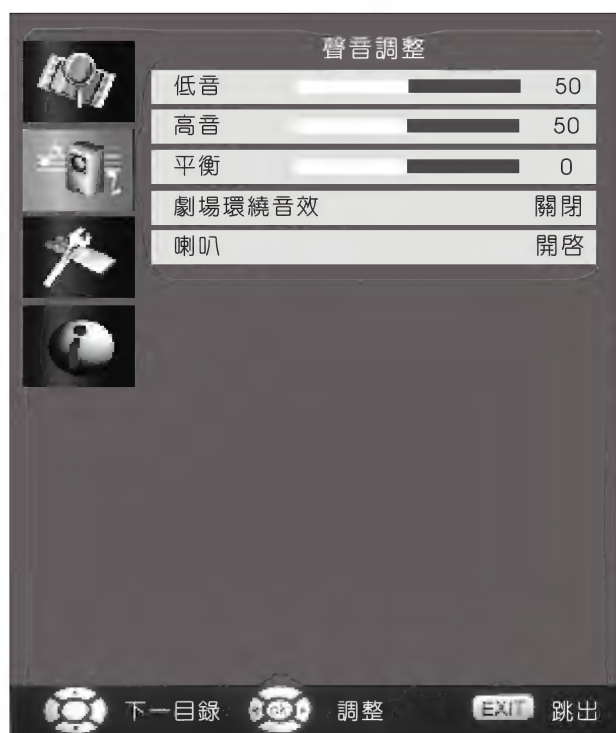 聲音調整
低音 50
高音 50
平衡 0
劇場環繞音效 關閉
喇叭 開啓
下一目錄 調整 EXIT 跳出